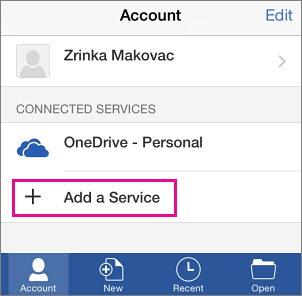 Account Edit
Zrinka Makovac
CONNECTED SERVICES
OneDrive - Personal
Add a Service
Account New Recent Open